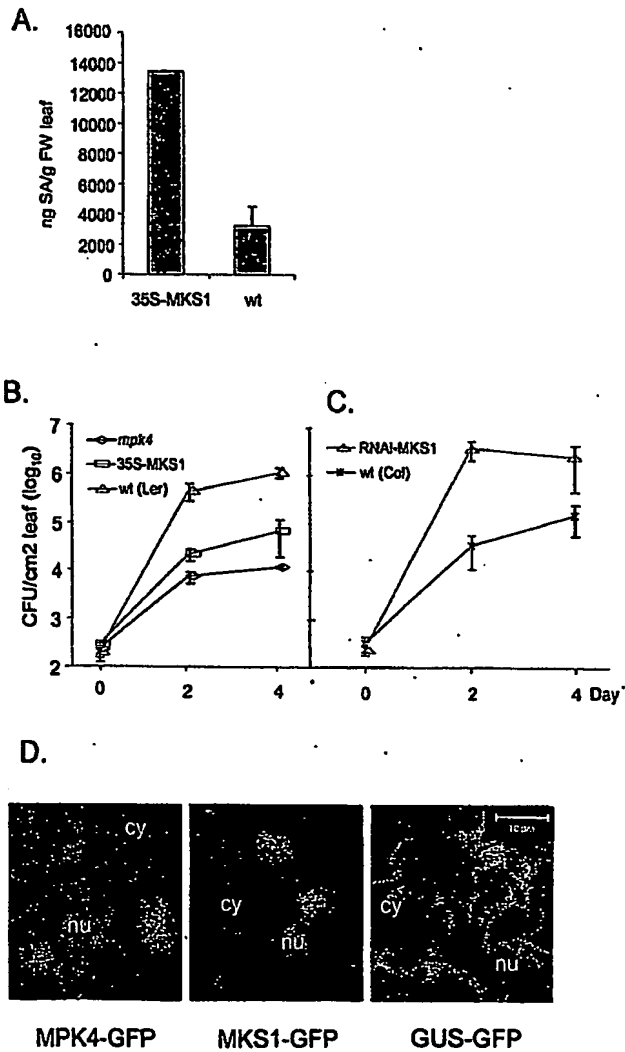 A.
ng SA/g FW leaf
16000
14000
12000
10000
8000
6000
4000
2000
0
35S-MKS1 wt
B.
CFU/cm2 leaf (log10)
7
6
5
4
3
2
mpk4
35S-MKS1
wt (Ler)
0 2 4
C.
RNAi-MKS1
wt (Col)
0 2 4 Day
D.
cy
nu
cy
nu
10 µm
cy
nu
MPK4-GFP MKS1-GFP GUS-GFP